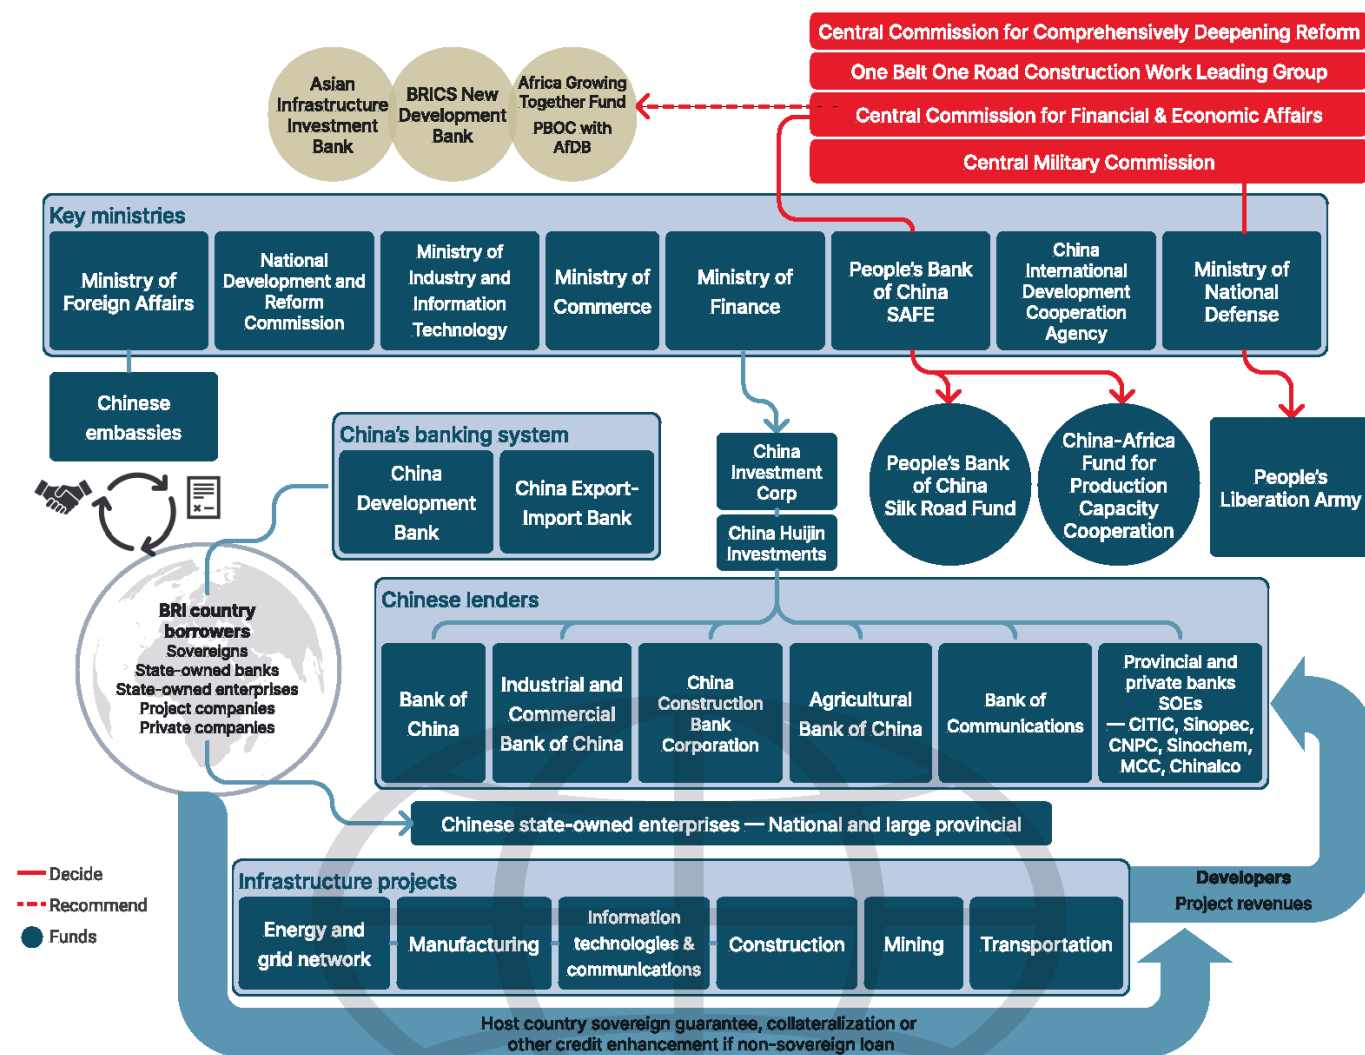 Central Commission for Comprehensively Deepening Reform
One Belt One Road Construction Work Leading Group
Central Commission for Financial & Economic Affairs
Central Military Commission
Asian
Infrastructure
Investment
Bank
BRICS New
Development
Bank
Africa Growing
Together Fund
PBOC with
AfDB
Key ministries
Ministry of
Foreign Affairs
National
Development and
Reform
Commission
Ministry of
Industry and
Information
Technology
Ministry of
Commerce
Ministry of
Finance
People's Bank
of China
SAFE
China
International
Development
Cooperation
Agency
Ministry of
National
Defense
Chinese
embassies
China's banking system
China
Development
Bank
China Export-
Import Bank
China
Investment
Corp
China Huijin
Investments
People's Bank
of China
Silk Road Fund
China-Africa
Fund for
Production
Capacity
Cooperation
People's
Liberation Army
BRI country
borrowers
Sovereigns
State-owned banks
State-owned enterprises
Project companies
Private companies
Chinese lenders
Bank of
China
Industrial and
Commercial
Bank of China
China
Construction
Bank
Corporation
Agricultural
Bank of China
Bank of
Communications
Provincial and
private banks
SOEs
— CITIC, Sinopec,
CNPC, Sinochem,
MCC, Chinalco
Chinese state-owned enterprises — National and large provincial
Decide
Recommend
Funds
Infrastructure projects
Energy and
grid network
Manufacturing
Information
technologies &
communications
Construction
Mining
Transportation
Developers
Project revenues
Host country sovereign guarantee, collateralization or
other credit enhancement if non-sovereign loan